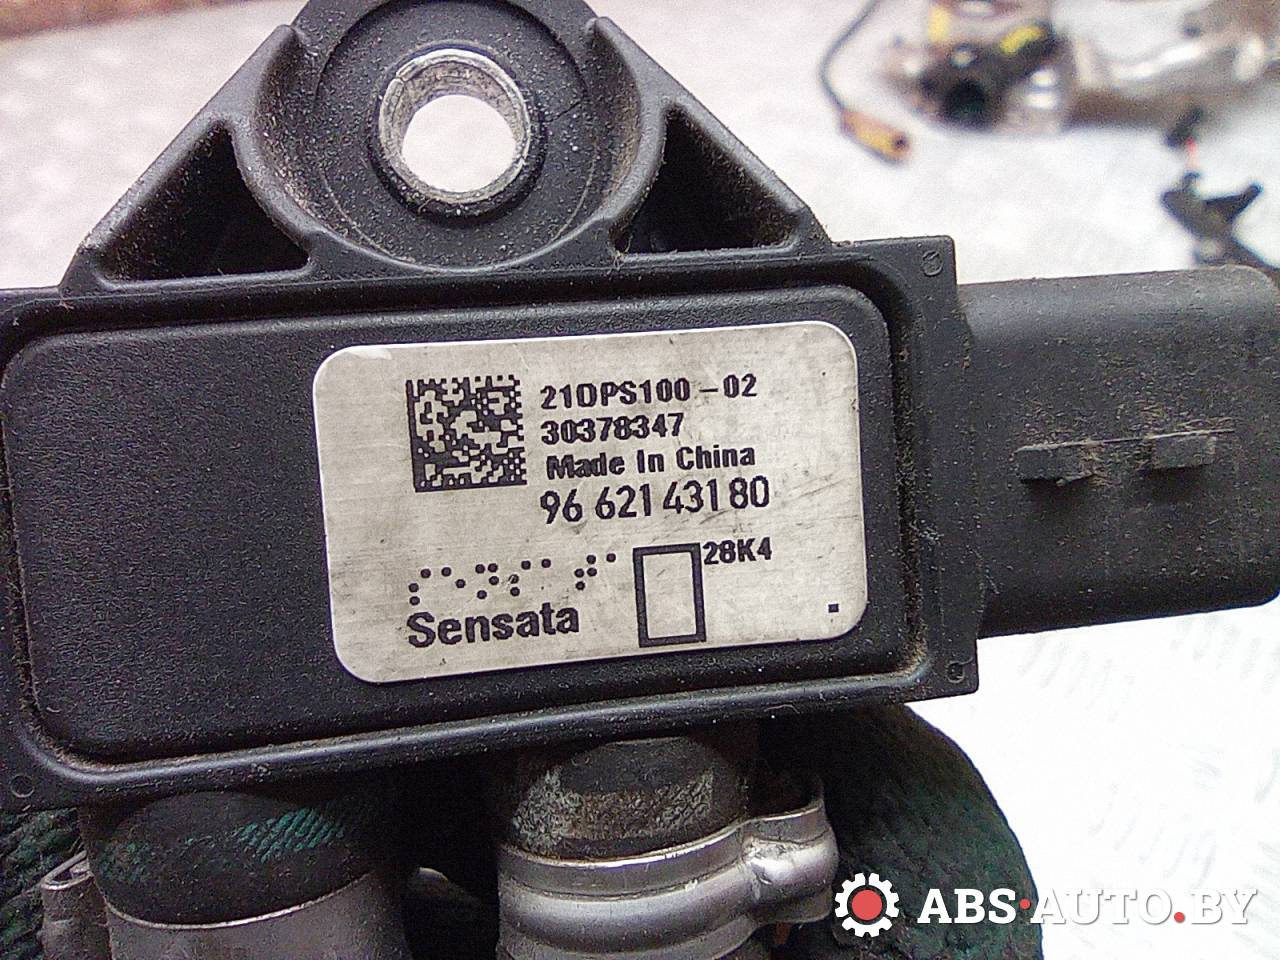 21DPS100-02
30378347
Made In China
96 621 431 80
28K4
Sensata
ABS-AUTO.BY